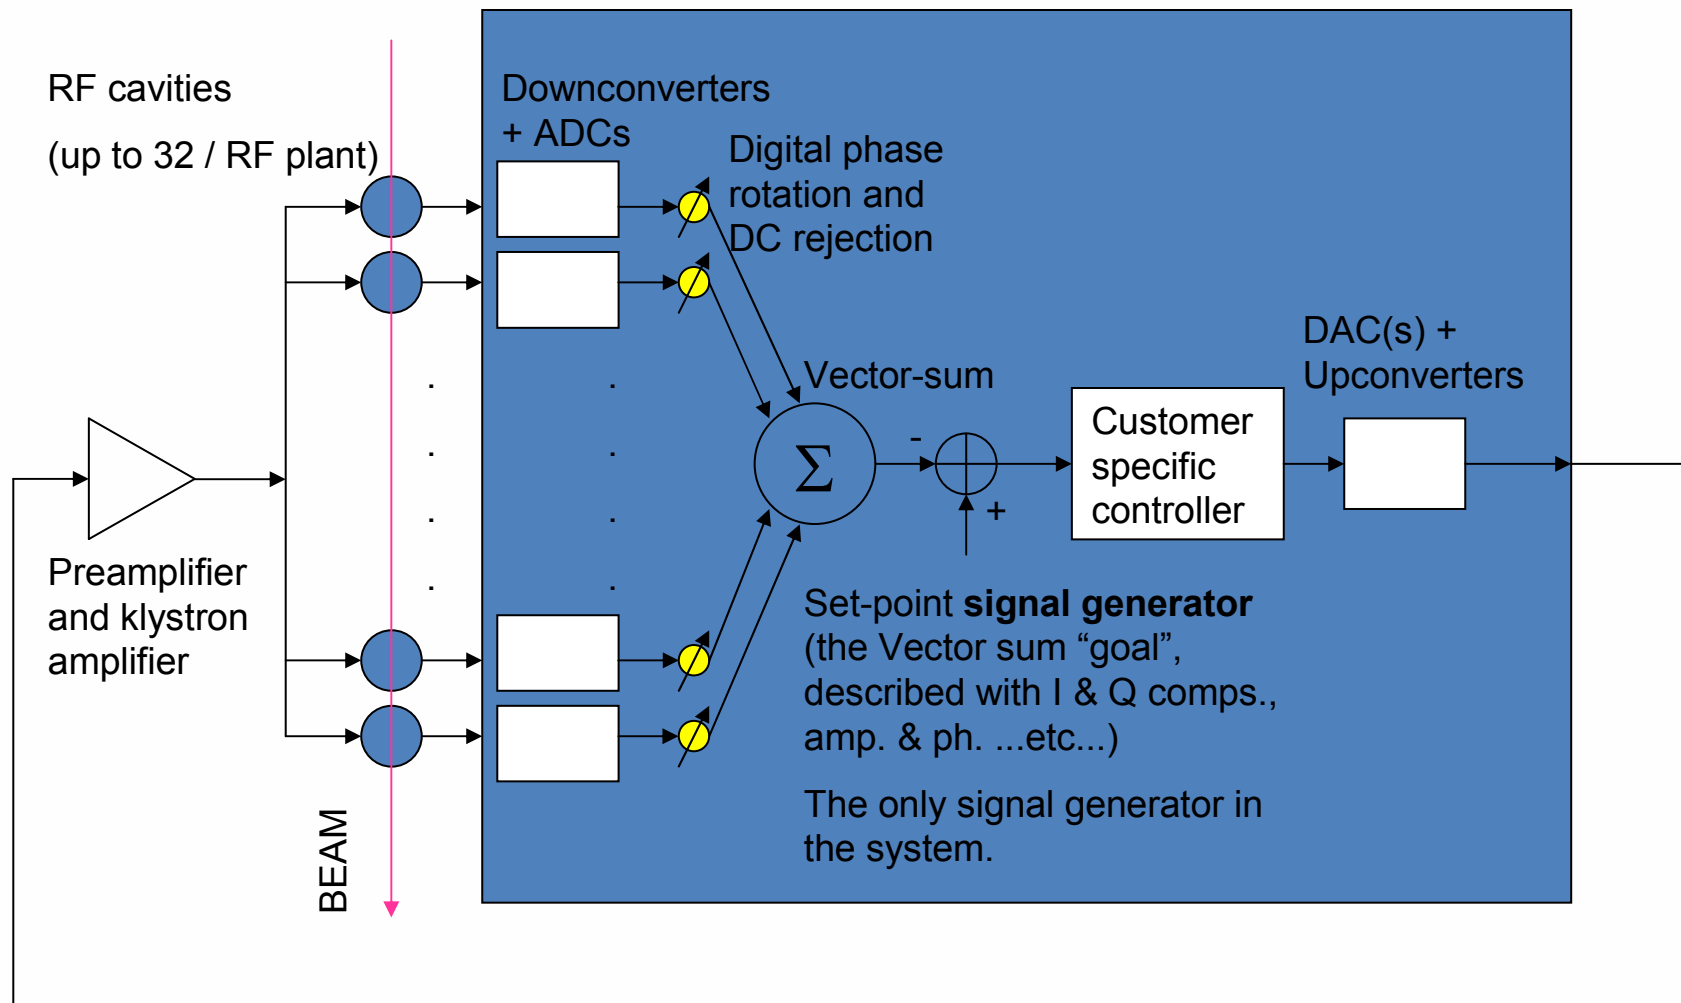 RF cavities
(up to 32 / RF plant)
Downconverters
+ ADCs
Digital phase
rotation and
DC rejection
Vector-sum
Σ
-
+
Customer
specific
controller
DAC(s) +
Upconverters
Preamplifier
and klystron
amplifier
BEAM
Set-point signal generator
(the Vector sum “goal”,
described with I & Q comps.,
amp. & ph. ...etc...)
The only signal generator in
the system.